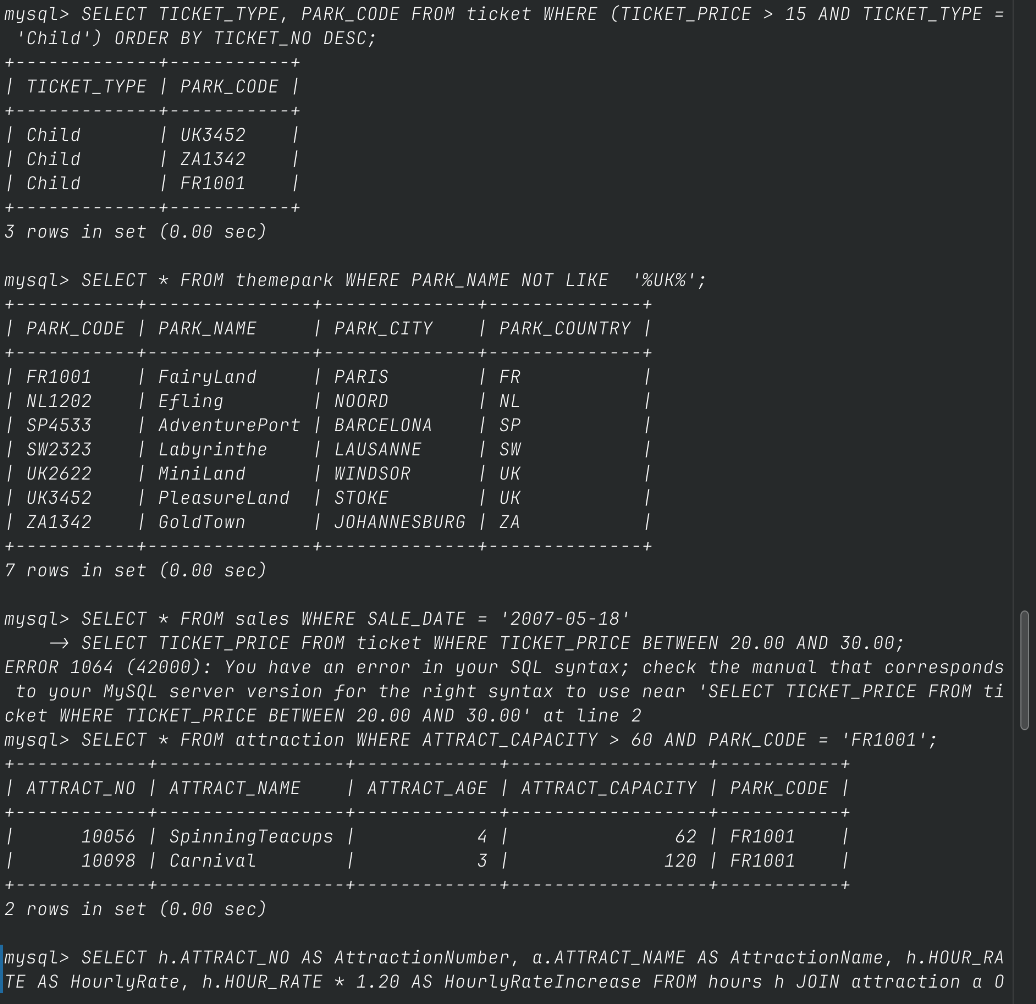 mysql> SELECT TICKET_TYPE, PARK_CODE FROM ticket WHERE (TICKET_PRICE > 15 AND TICKET_TYPE =
 'Child') ORDER BY TICKET_NO DESC;
+-------------+-----------+
| TICKET_TYPE | PARK_CODE |
+-------------+-----------+
| Child       | UK3452    |
| Child       | ZA1342    |
| Child       | FR1001    |
+-------------+-----------+
3 rows in set (0.00 sec)

mysql> SELECT * FROM themepark WHERE PARK_NAME NOT LIKE  '%UK%';
+-----------+---------------+--------------+--------------+
| PARK_CODE | PARK_NAME     | PARK_CITY    | PARK_COUNTRY |
+-----------+---------------+--------------+--------------+
| FR1001    | FairyLand     | PARIS        | FR           |
| NL1202    | Efling        | NOORD        | NL           |
| SP4533    | AdventurePort | BARCELONA    | SP           |
| SW2323    | Labyrinthe    | LAUSANNE     | SW           |
| UK2622    | MiniLand      | WINDSOR      | UK           |
| UK3452    | PleasureLand  | STOKE        | UK           |
| ZA1342    | GoldTown      | JOHANNESBURG | ZA           |
+-----------+---------------+--------------+--------------+
7 rows in set (0.00 sec)

mysql> SELECT * FROM sales WHERE SALE_DATE = '2007-05-18'
    -> SELECT TICKET_PRICE FROM ticket WHERE TICKET_PRICE BETWEEN 20.00 AND 30.00;
ERROR 1064 (42000): You have an error in your SQL syntax; check the manual that corresponds
 to your MySQL server version for the right syntax to use near 'SELECT TICKET_PRICE FROM ti
cket WHERE TICKET_PRICE BETWEEN 20.00 AND 30.00' at line 2
mysql> SELECT * FROM attraction WHERE ATTRACT_CAPACITY > 60 AND PARK_CODE = 'FR1001';
+------------+-----------------+-------------+------------------+-----------+
| ATTRACT_NO | ATTRACT_NAME    | ATTRACT_AGE | ATTRACT_CAPACITY | PARK_CODE |
+------------+-----------------+-------------+------------------+-----------+
|      10056 | SpinningTeacups |           4 |               62 | FR1001    |
|      10098 | Carnival        |           3 |              120 | FR1001    |
+------------+-----------------+-------------+------------------+-----------+
2 rows in set (0.00 sec)

mysql> SELECT h.ATTRACT_NO AS AttractionNumber, a.ATTRACT_NAME AS AttractionName, h.HOUR_RA
TE AS HourlyRate, h.HOUR_RATE * 1.20 AS HourlyRateIncrease FROM hours h JOIN attraction a O